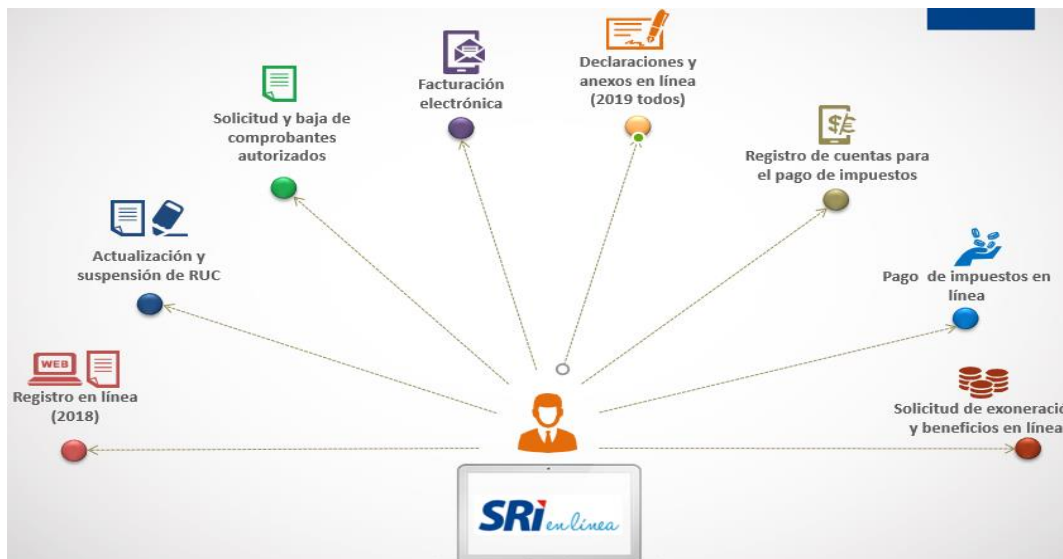 Declaraciones y
anexos en línea
(2019 todos)
Facturación
electrónica
Solicitud y baja de
comprobantes
autorizados
Registro de cuentas para
el pago de impuestos
Actualización y
suspensión de RUC
Pago de impuestos en
línea
WEB
Registro en línea
(2018)
Solicitud de exoneració
y beneficios en línea
SRi en línea